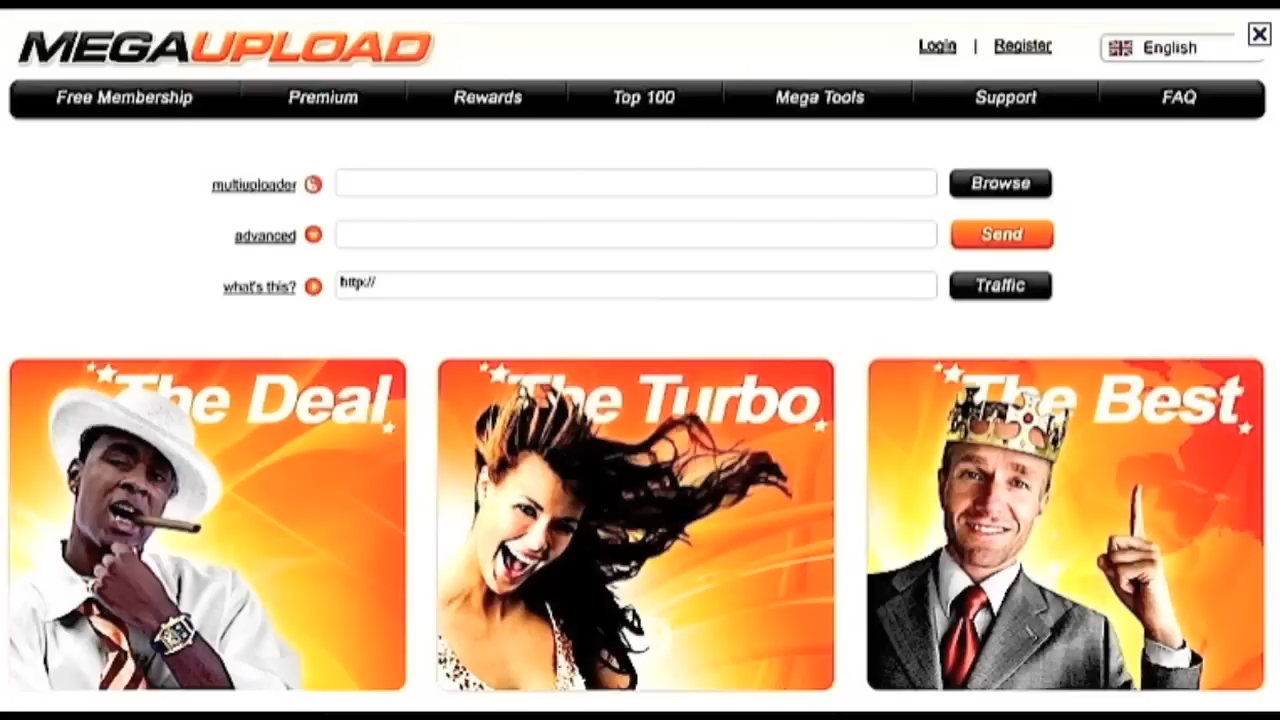 MEGAUPLOAD
Login | Register
English
Free Membership Premium Rewards Top 100 Mega Tools Support FAQ
multiuploader Browse
advanced Send
what's this? http:// Traffic
The Deal The Turbo The Best